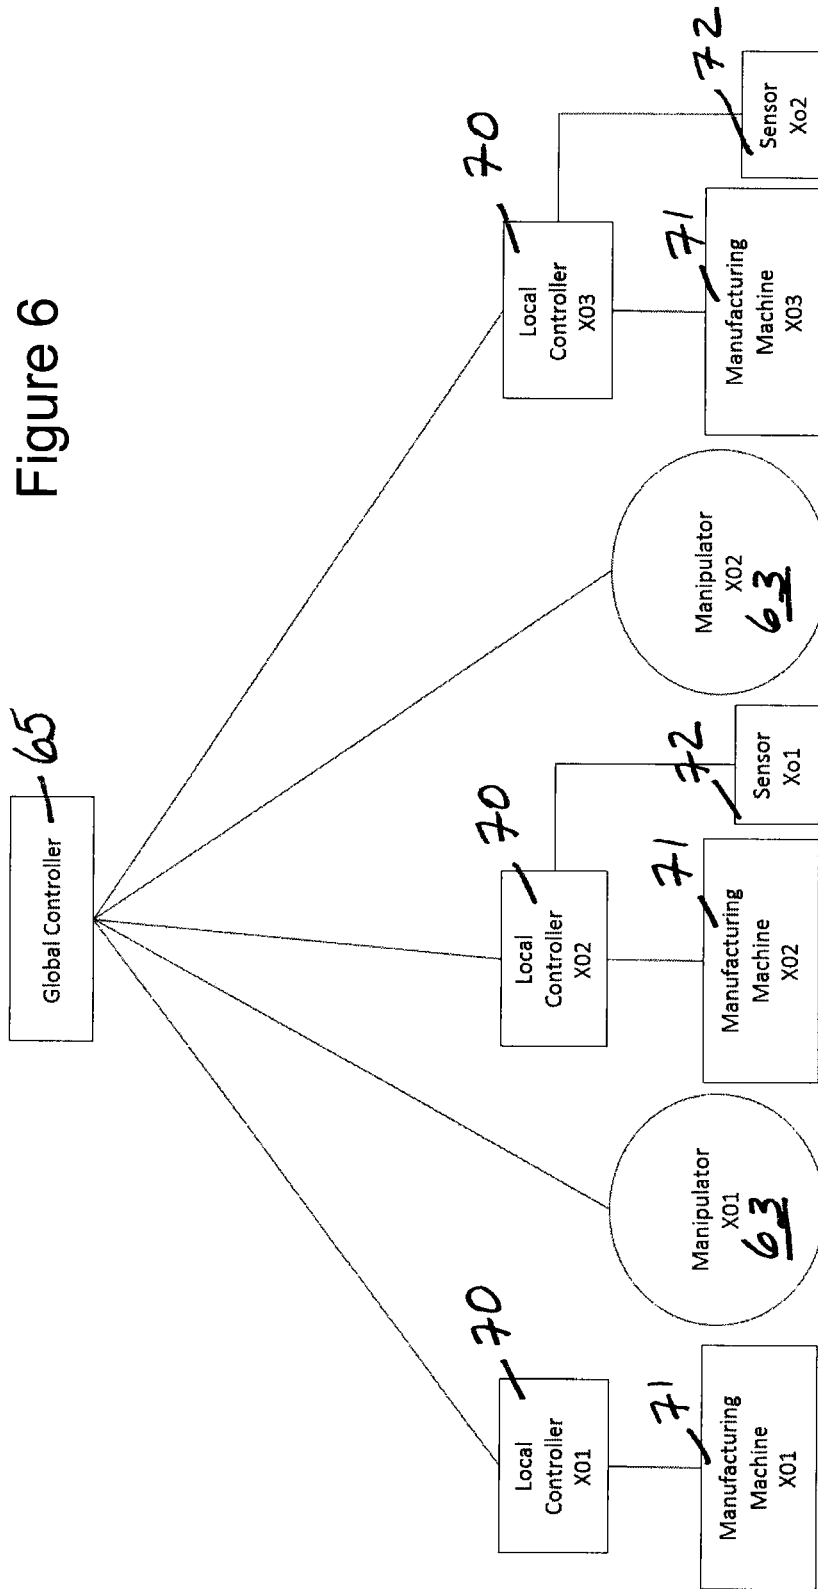 Figure 6
Global Controller
65
Local
Controller
X01
70
Manufacturing
Machine
X01
71
Manipulator
X01
63
Local
Controller
X02
70
Manufacturing
Machine
X02
71
Sensor
Xo1
72
Manipulator
X02
63
Local
Controller
X03
70
Manufacturing
Machine
X03
71
Sensor
Xo2
72